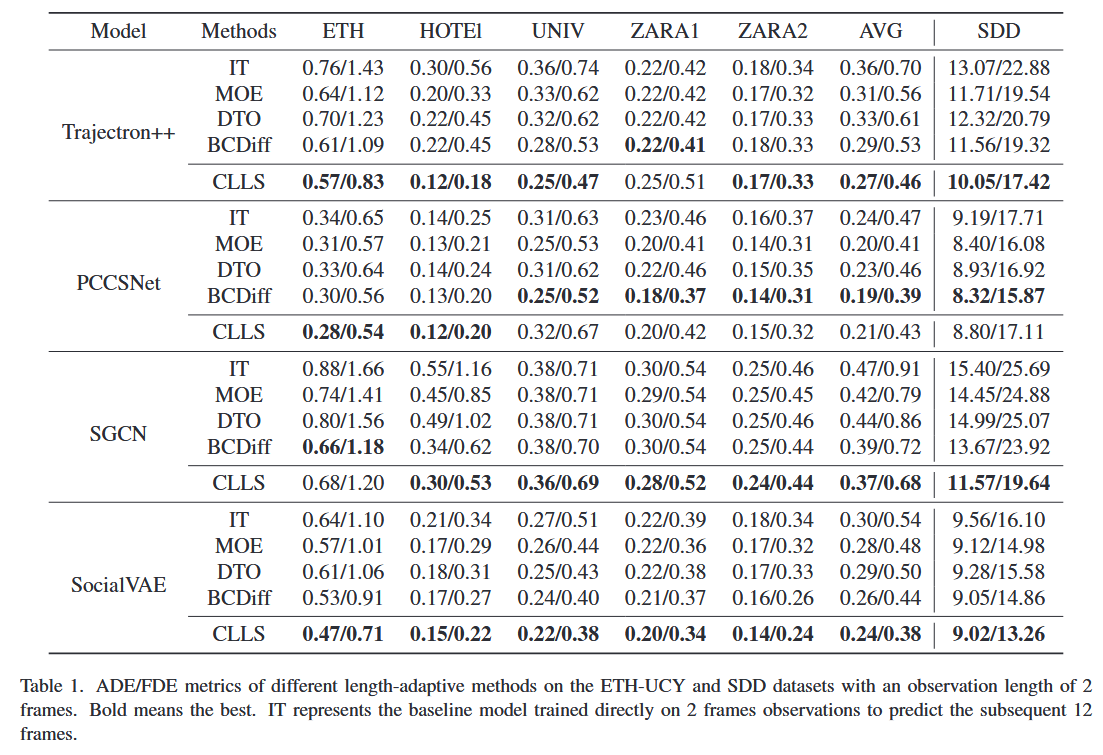 Model Methods ETH HOTEl UNIV ZARA1 ZARA2 AVG SDD
IT 0.76/1.43 0.30/0.56 0.36/0.74 0.22/0.42 0.18/0.34 0.36/0.70 13.07/22.88
MOE 0.64/1.12 0.20/0.33 0.33/0.62 0.22/0.42 0.17/0.32 0.31/0.56 11.71/19.54
Trajectron++ DTO 0.70/1.23 0.22/0.45 0.32/0.62 0.22/0.42 0.17/0.33 0.33/0.61 12.32/20.79
BCDiff 0.61/1.09 0.22/0.45 0.28/0.53 0.22/0.41 0.18/0.33 0.29/0.53 11.56/19.32
CLLS 0.57/0.83 0.12/0.18 0.25/0.47 0.25/0.51 0.17/0.33 0.27/0.46 10.05/17.42
IT 0.34/0.65 0.14/0.25 0.31/0.63 0.23/0.46 0.16/0.37 0.24/0.47 9.19/17.71
MOE 0.31/0.57 0.13/0.21 0.25/0.53 0.20/0.41 0.14/0.31 0.20/0.41 8.40/16.08
PCCSNet DTO 0.33/0.64 0.14/0.24 0.31/0.62 0.22/0.46 0.15/0.35 0.23/0.46 8.93/16.92
BCDiff 0.30/0.56 0.13/0.20 0.25/0.52 0.18/0.37 0.14/0.31 0.19/0.39 8.32/15.87
CLLS 0.28/0.54 0.12/0.20 0.32/0.67 0.20/0.42 0.15/0.32 0.21/0.43 8.80/17.11
IT 0.88/1.66 0.55/1.16 0.38/0.71 0.30/0.54 0.25/0.46 0.47/0.91 15.40/25.69
MOE 0.74/1.41 0.45/0.85 0.38/0.71 0.29/0.54 0.25/0.45 0.42/0.79 14.45/24.88
SGCN DTO 0.80/1.56 0.49/1.02 0.38/0.71 0.30/0.54 0.25/0.46 0.44/0.86 14.99/25.07
BCDiff 0.66/1.18 0.34/0.62 0.38/0.70 0.30/0.54 0.25/0.44 0.39/0.72 13.67/23.92
CLLS 0.68/1.20 0.30/0.53 0.36/0.69 0.28/0.52 0.24/0.44 0.37/0.68 11.57/19.64
IT 0.64/1.10 0.21/0.34 0.27/0.51 0.22/0.39 0.18/0.34 0.30/0.54 9.56/16.10
MOE 0.57/1.01 0.17/0.29 0.26/0.44 0.22/0.36 0.17/0.32 0.28/0.48 9.12/14.98
SocialVAE DTO 0.61/1.06 0.18/0.31 0.25/0.43 0.22/0.38 0.17/0.33 0.29/0.50 9.28/15.58
BCDiff 0.53/0.91 0.17/0.27 0.24/0.40 0.21/0.37 0.16/0.26 0.26/0.44 9.05/14.86
CLLS 0.47/0.71 0.15/0.22 0.22/0.38 0.20/0.34 0.14/0.24 0.24/0.38 9.02/13.26
Table 1. ADE/FDE metrics of different length-adaptive methods on the ETH-UCY and SDD datasets with an observation length of 2
frames. Bold means the best. IT represents the baseline model trained directly on 2 frames observations to predict the subsequent 12
frames.